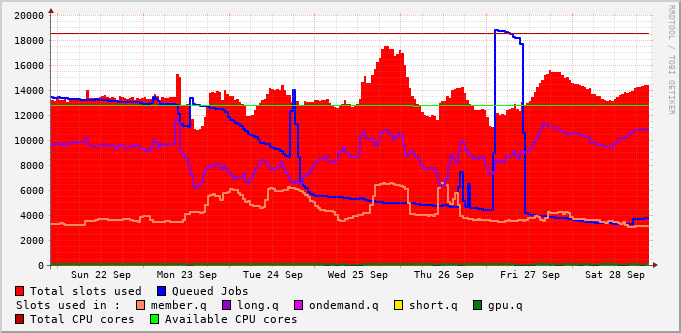 20000
18000
16000
14000
12000
10000
8000
6000
4000
2000
0
Sun 22 Sep Mon 23 Sep Tue 24 Sep Wed 25 Sep Thu 26 Sep Fri 27 Sep Sat 28 Sep
Total slots used Queued Jobs
Slots used in : member.q long.q ondemand.q short.q gpu.q
Total CPU cores Available CPU cores
RRDTOOL / TOBI OETIKER